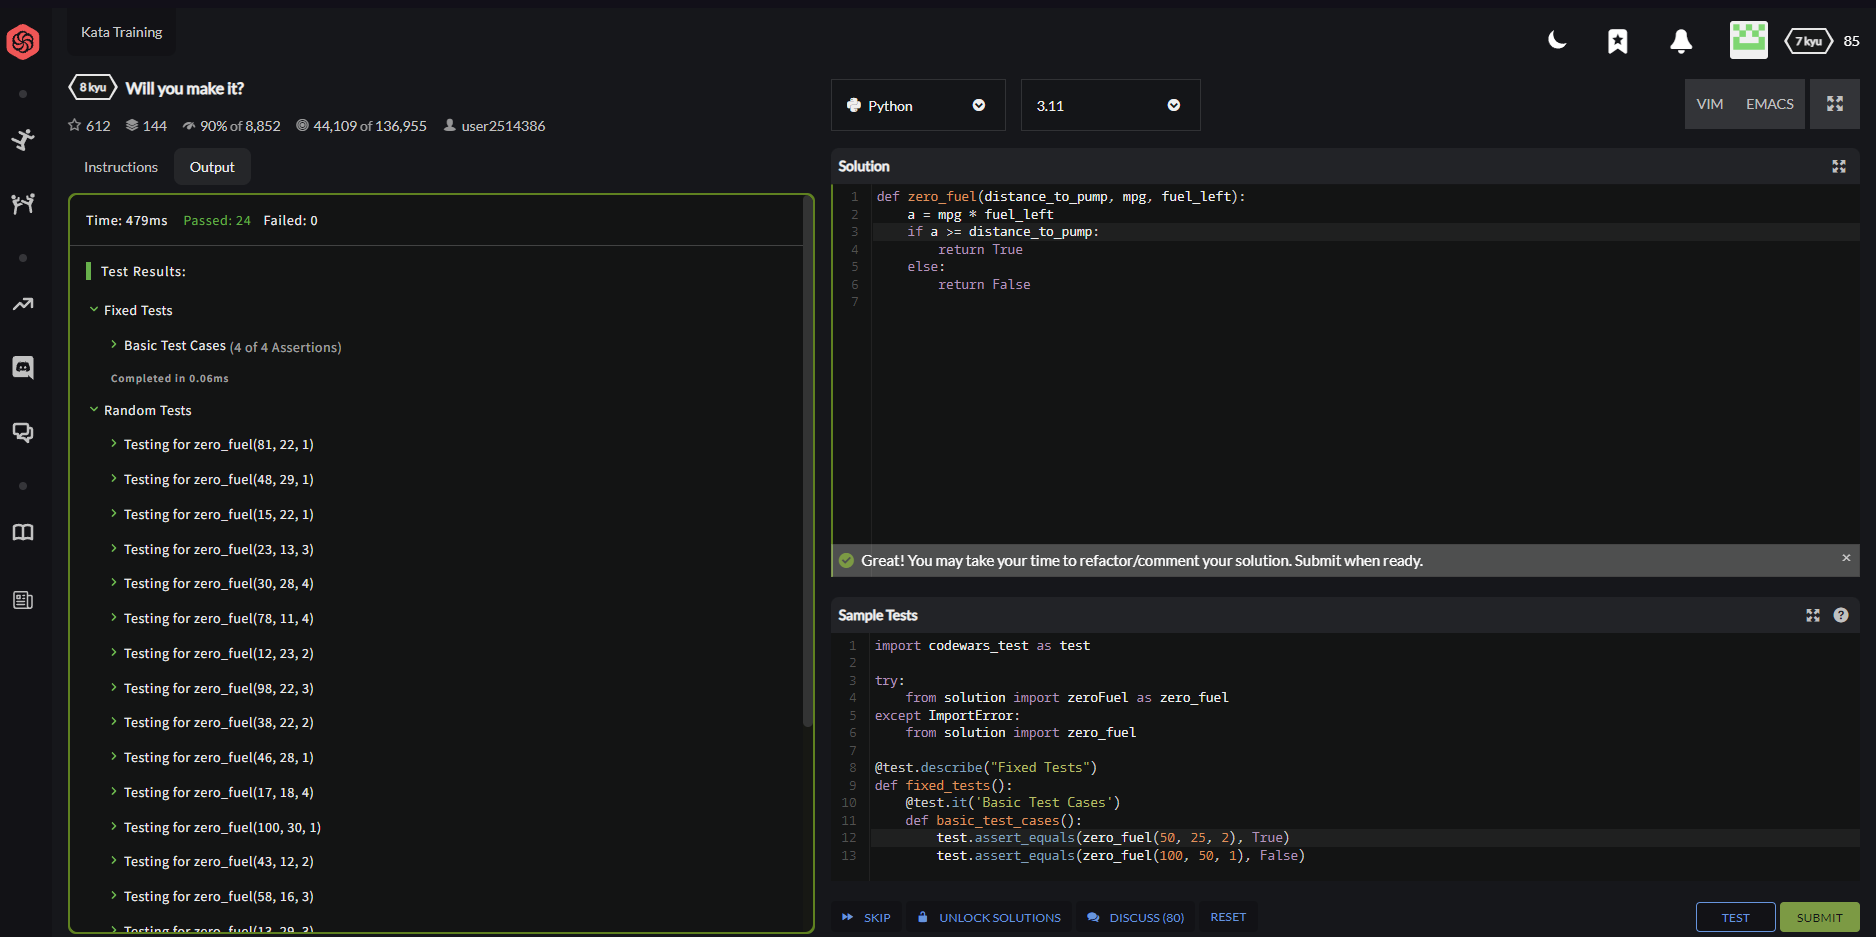 Kata Training
7 kyu 85
8 kyu Will you make it?
612 144 90% of 8,852 44,109 of 136,955 user2514386
Instructions Output
Time: 479ms Passed: 24 Failed: 0
Test Results:
Fixed Tests
Basic Test Cases (4 of 4 Assertions)
Completed in 0.06ms
Random Tests
Testing for zero_fuel(81, 22, 1)
Testing for zero_fuel(48, 29, 1)
Testing for zero_fuel(15, 22, 1)
Testing for zero_fuel(23, 13, 3)
Testing for zero_fuel(30, 28, 4)
Testing for zero_fuel(78, 11, 4)
Testing for zero_fuel(12, 23, 2)
Testing for zero_fuel(98, 22, 3)
Testing for zero_fuel(38, 22, 2)
Testing for zero_fuel(46, 28, 1)
Testing for zero_fuel(17, 18, 4)
Testing for zero_fuel(100, 30, 1)
Testing for zero_fuel(43, 12, 2)
Testing for zero_fuel(58, 16, 3)
Testing for zero_fuel(13, 29, 3)
Python 3.11 VIM EMACS
Solution
1 def zero_fuel(distance_to_pump, mpg, fuel_left):
2     a = mpg * fuel_left
3     if a >= distance_to_pump:
4         return True
5     else:
6         return False
7
Great! You may take your time to refactor/comment your solution. Submit when ready.
Sample Tests
1 import codewars_test as test
2
3 try:
4     from solution import zeroFuel as zero_fuel
5 except ImportError:
6     from solution import zero_fuel
7
8 @test.describe("Fixed Tests")
9 def fixed_tests():
10     @test.it('Basic Test Cases')
11     def basic_test_cases():
12         test.assert_equals(zero_fuel(50, 25, 2), True)
13         test.assert_equals(zero_fuel(100, 50, 1), False)
SKIP UNLOCK SOLUTIONS DISCUSS (80) RESET TEST SUBMIT